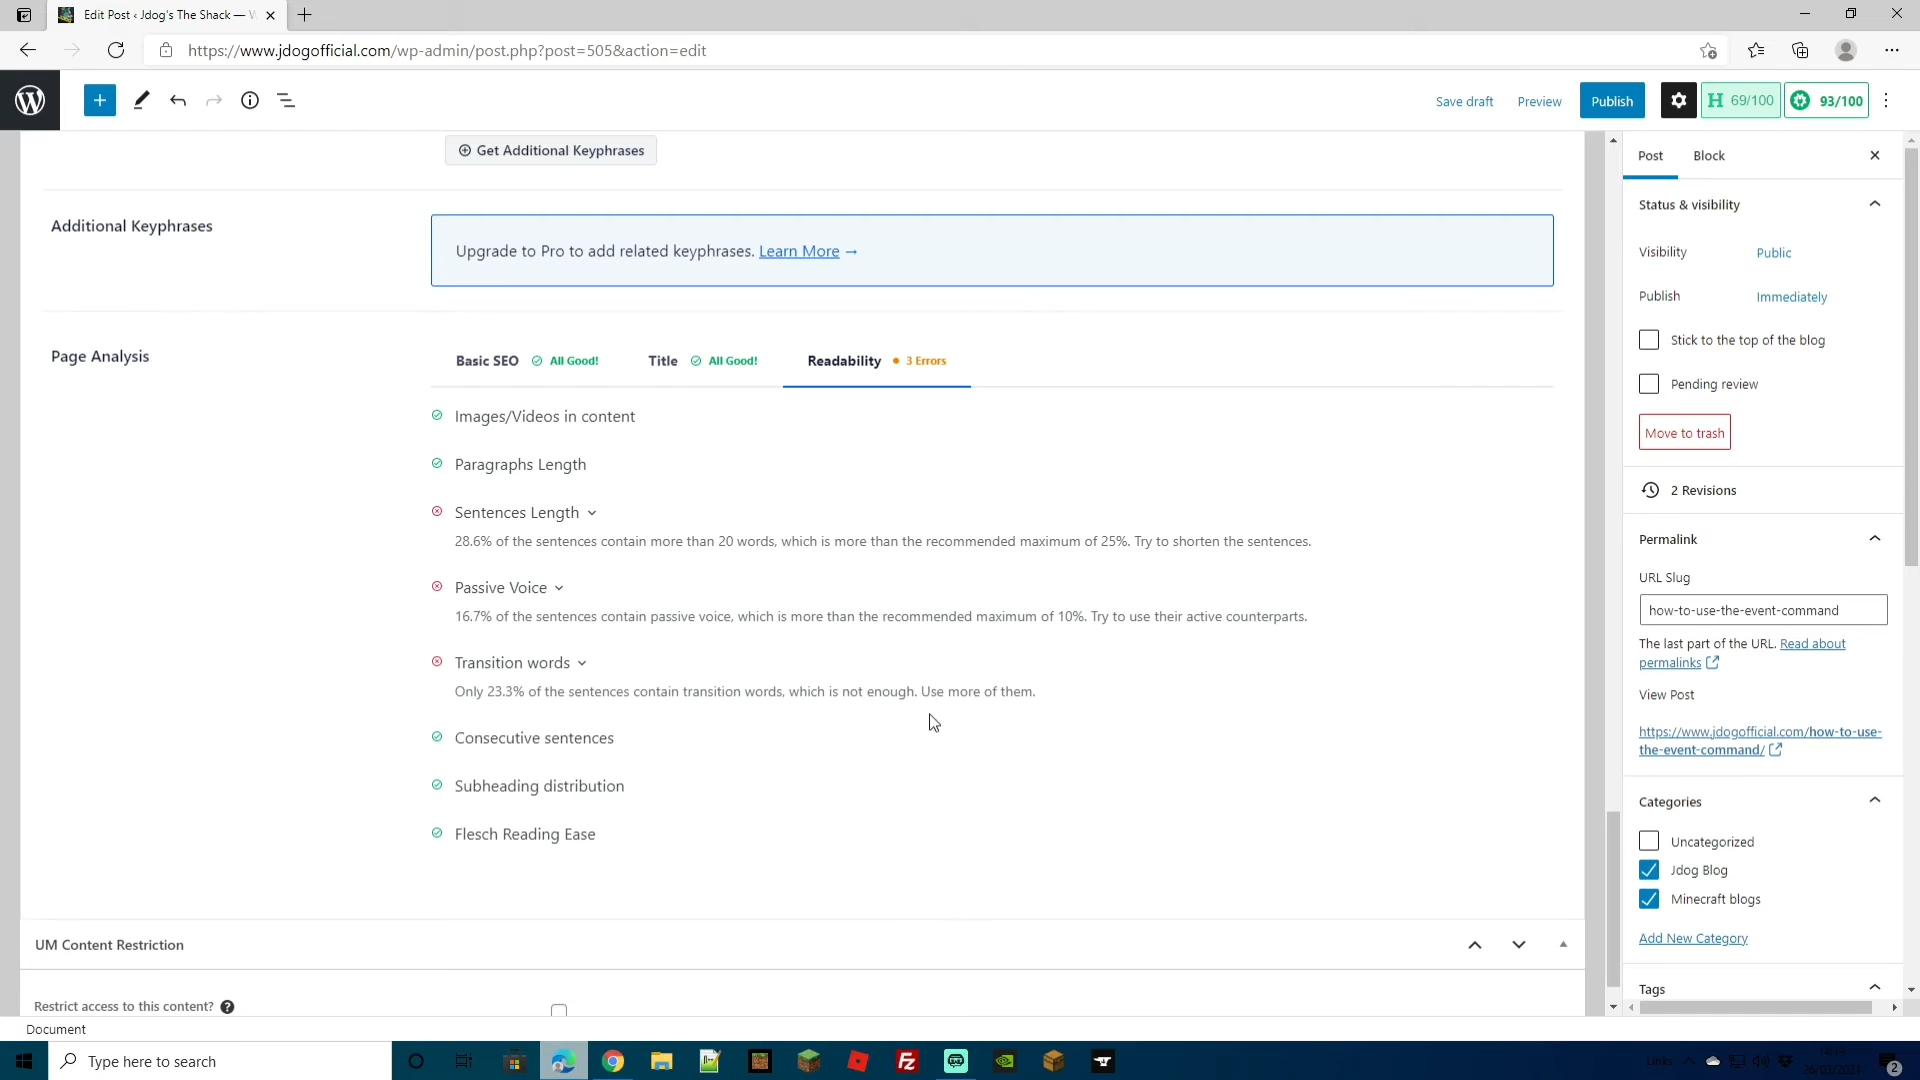 Edit Post ‹ Jdog's The Shack —
https://www.jdogofficial.com/wp-admin/post.php?post=505&action=edit
Save draft
Preview
Publish
H 69/100
93/100
Get Additional Keyphrases
Additional Keyphrases
Upgrade to Pro to add related keyphrases. Learn More →
Page Analysis
Basic SEO All Good! Title All Good! Readability 3 Errors
Images/Videos in content
Paragraphs Length
Sentences Length
28.6% of the sentences contain more than 20 words, which is more than the recommended maximum of 25%. Try to shorten the sentences.
Passive Voice
16.7% of the sentences contain passive voice, which is more than the recommended maximum of 10%. Try to use their active counterparts.
Transition words
Only 23.3% of the sentences contain transition words, which is not enough. Use more of them.
Consecutive sentences
Subheading distribution
Flesch Reading Ease
UM Content Restriction
Restrict access to this content?
Document
Post Block
Status & visibility
Visibility Public
Publish Immediately
Stick to the top of the blog
Pending review
Move to trash
2 Revisions
Permalink
URL Slug
how-to-use-the-event-command
The last part of the URL. Read about
permalinks
View Post
https://www.jdogofficial.com/how-to-use-
the-event-command/
Categories
Uncategorized
Jdog Blog
Minecraft blogs
Add New Category
Tags
Type here to search
Links
2